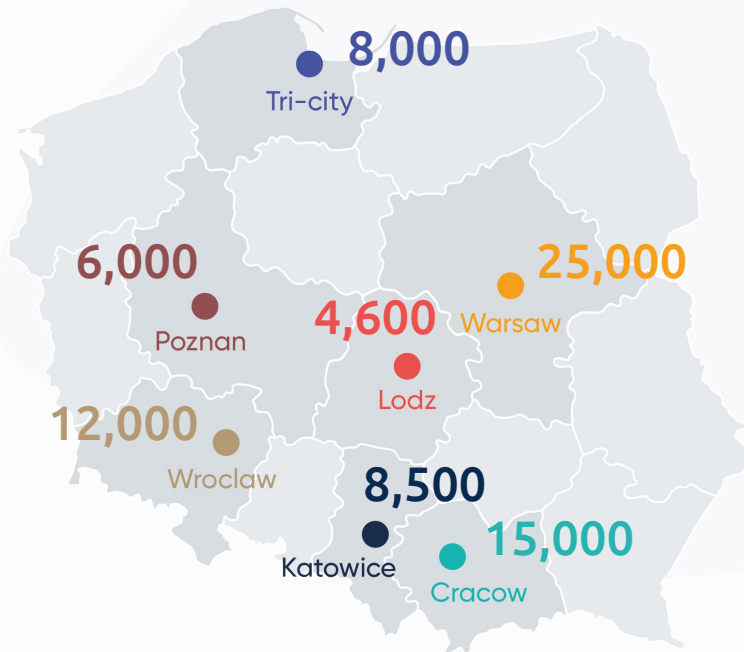 8,000
Tri-city
6,000
Poznan
25,000
Warsaw
4,600
Lodz
12,000
Wroclaw
8,500
Katowice
15,000
Cracow